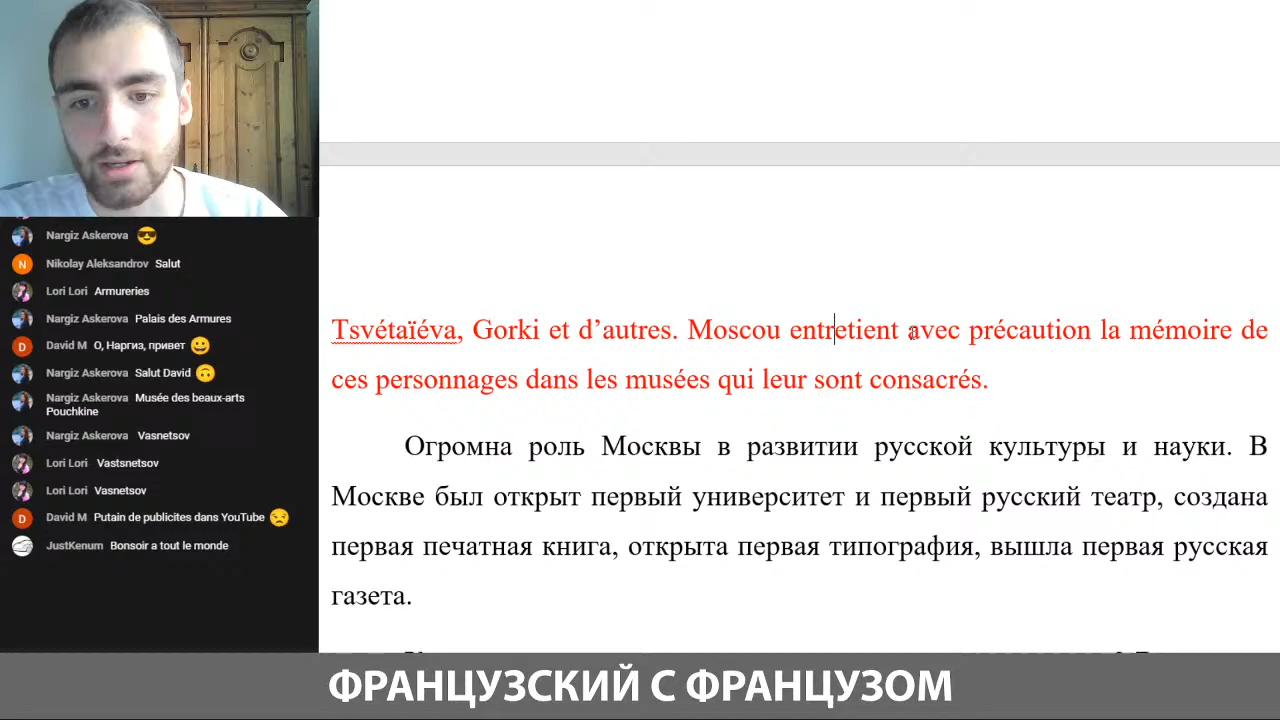 Nargiz Askerova
Nikolay Aleksandrov Salut
Lori Lori Armureries
Nargiz Askerova Palais des Armures
David M О, Наргиз, привет
Nargiz Askerova Salut David
Nargiz Askerova Musée des beaux-arts
Pouchkine
Nargiz Askerova Vasnetsov
Lori Lori Vastsnetsov
Lori Lori Vasnetsov
David M Putain de publicites dans YouTube
JustKenum Bonsoir a tout le monde
Tsvétaïéva, Gorki et d’autres. Moscou entretient avec précaution la mémoire de
ces personnages dans les musées qui leur sont consacrés.
Огромна роль Москвы в развитии русской культуры и науки. В
Москве был открыт первый университет и первый русский театр, создана
первая печатная книга, открыта первая типография, вышла первая русская
газета.
ФРАНЦУЗСКИЙ С ФРАНЦУЗОМ